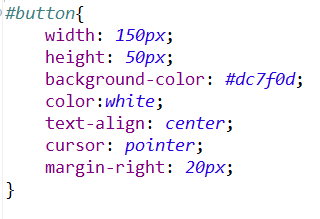 #button{
    width: 150px;
    height: 50px;
    background-color: #dc7f0d;
    color:white;
    text-align: center;
    cursor: pointer;
    margin-right: 20px;
}